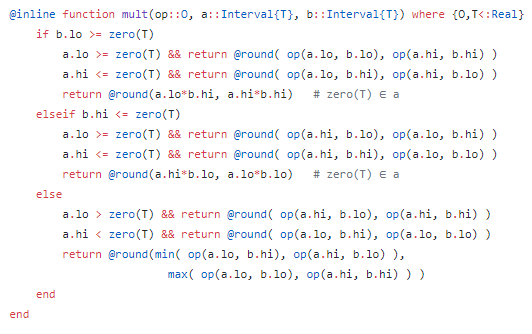 @inline function mult(op::O, a::Interval{T}, b::Interval{T}) where {O,T<:Real}
    if b.lo >= zero(T)
        a.lo >= zero(T) && return @round( op(a.lo, b.lo), op(a.hi, b.hi) )
        a.hi <= zero(T) && return @round( op(a.lo, b.hi), op(a.hi, b.lo) )
        return @round(a.lo*b.hi, a.hi*b.hi)   # zero(T) ∈ a
    elseif b.hi <= zero(T)
        a.lo >= zero(T) && return @round( op(a.hi, b.lo), op(a.lo, b.hi) )
        a.hi <= zero(T) && return @round( op(a.hi, b.hi), op(a.lo, b.lo) )
        return @round(a.hi*b.lo, a.lo*b.lo)   # zero(T) ∈ a
    else
        a.lo > zero(T) && return @round( op(a.hi, b.lo), op(a.hi, b.hi) )
        a.hi < zero(T) && return @round( op(a.lo, b.hi), op(a.lo, b.lo) )
        return @round(min( op(a.lo, b.hi), op(a.hi, b.lo) ),
                        max( op(a.lo, b.lo), op(a.hi, b.hi) ) )
    end
end